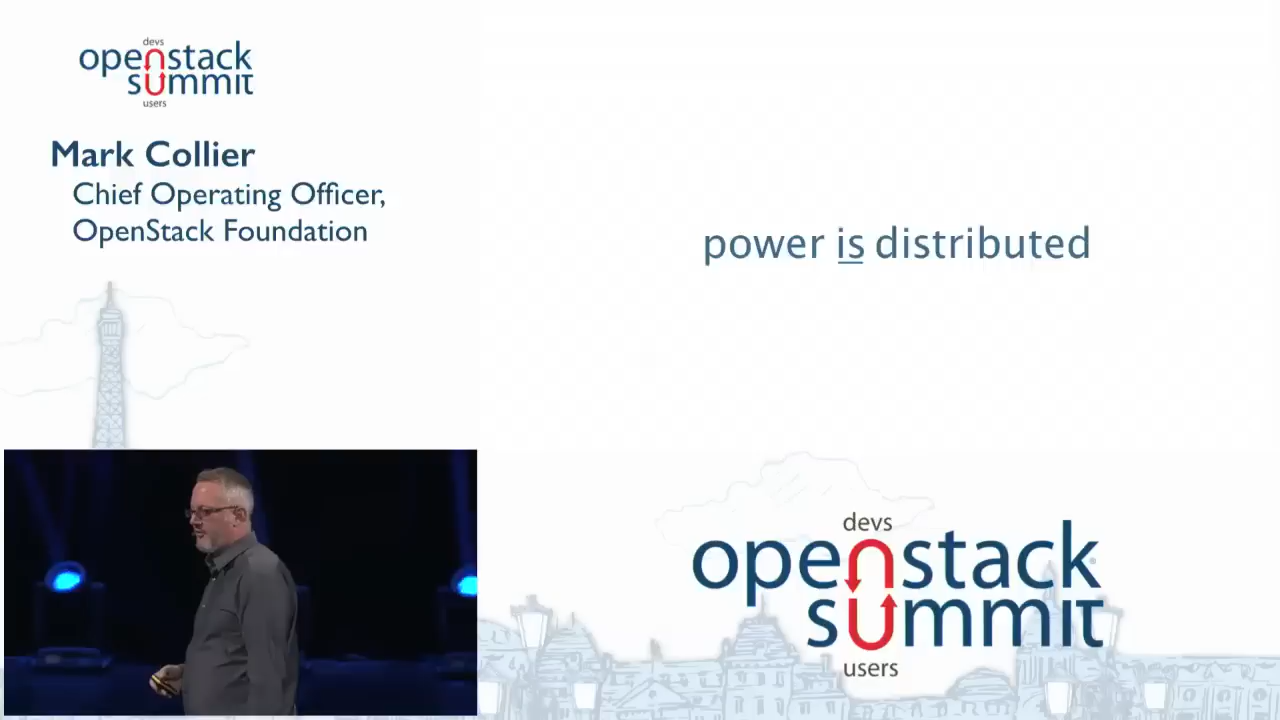 devs
openstack
summit
users
Mark Collier
Chief Operating Officer,
OpenStack Foundation
power is distributed
devs
openstack
summit
users